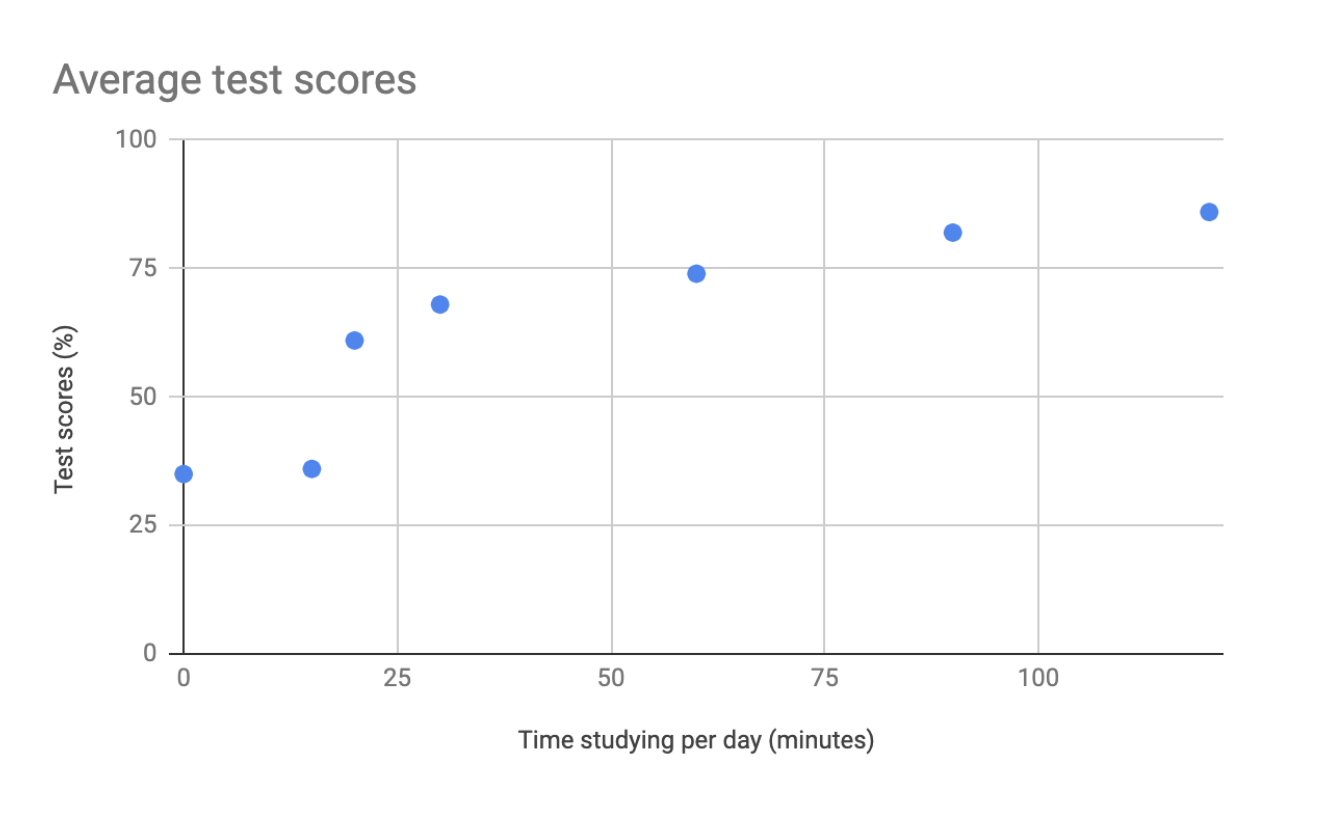 Average test scores
100
75
50
25
0
Test scores (%)
0 25 50 75 100
Time studying per day (minutes)